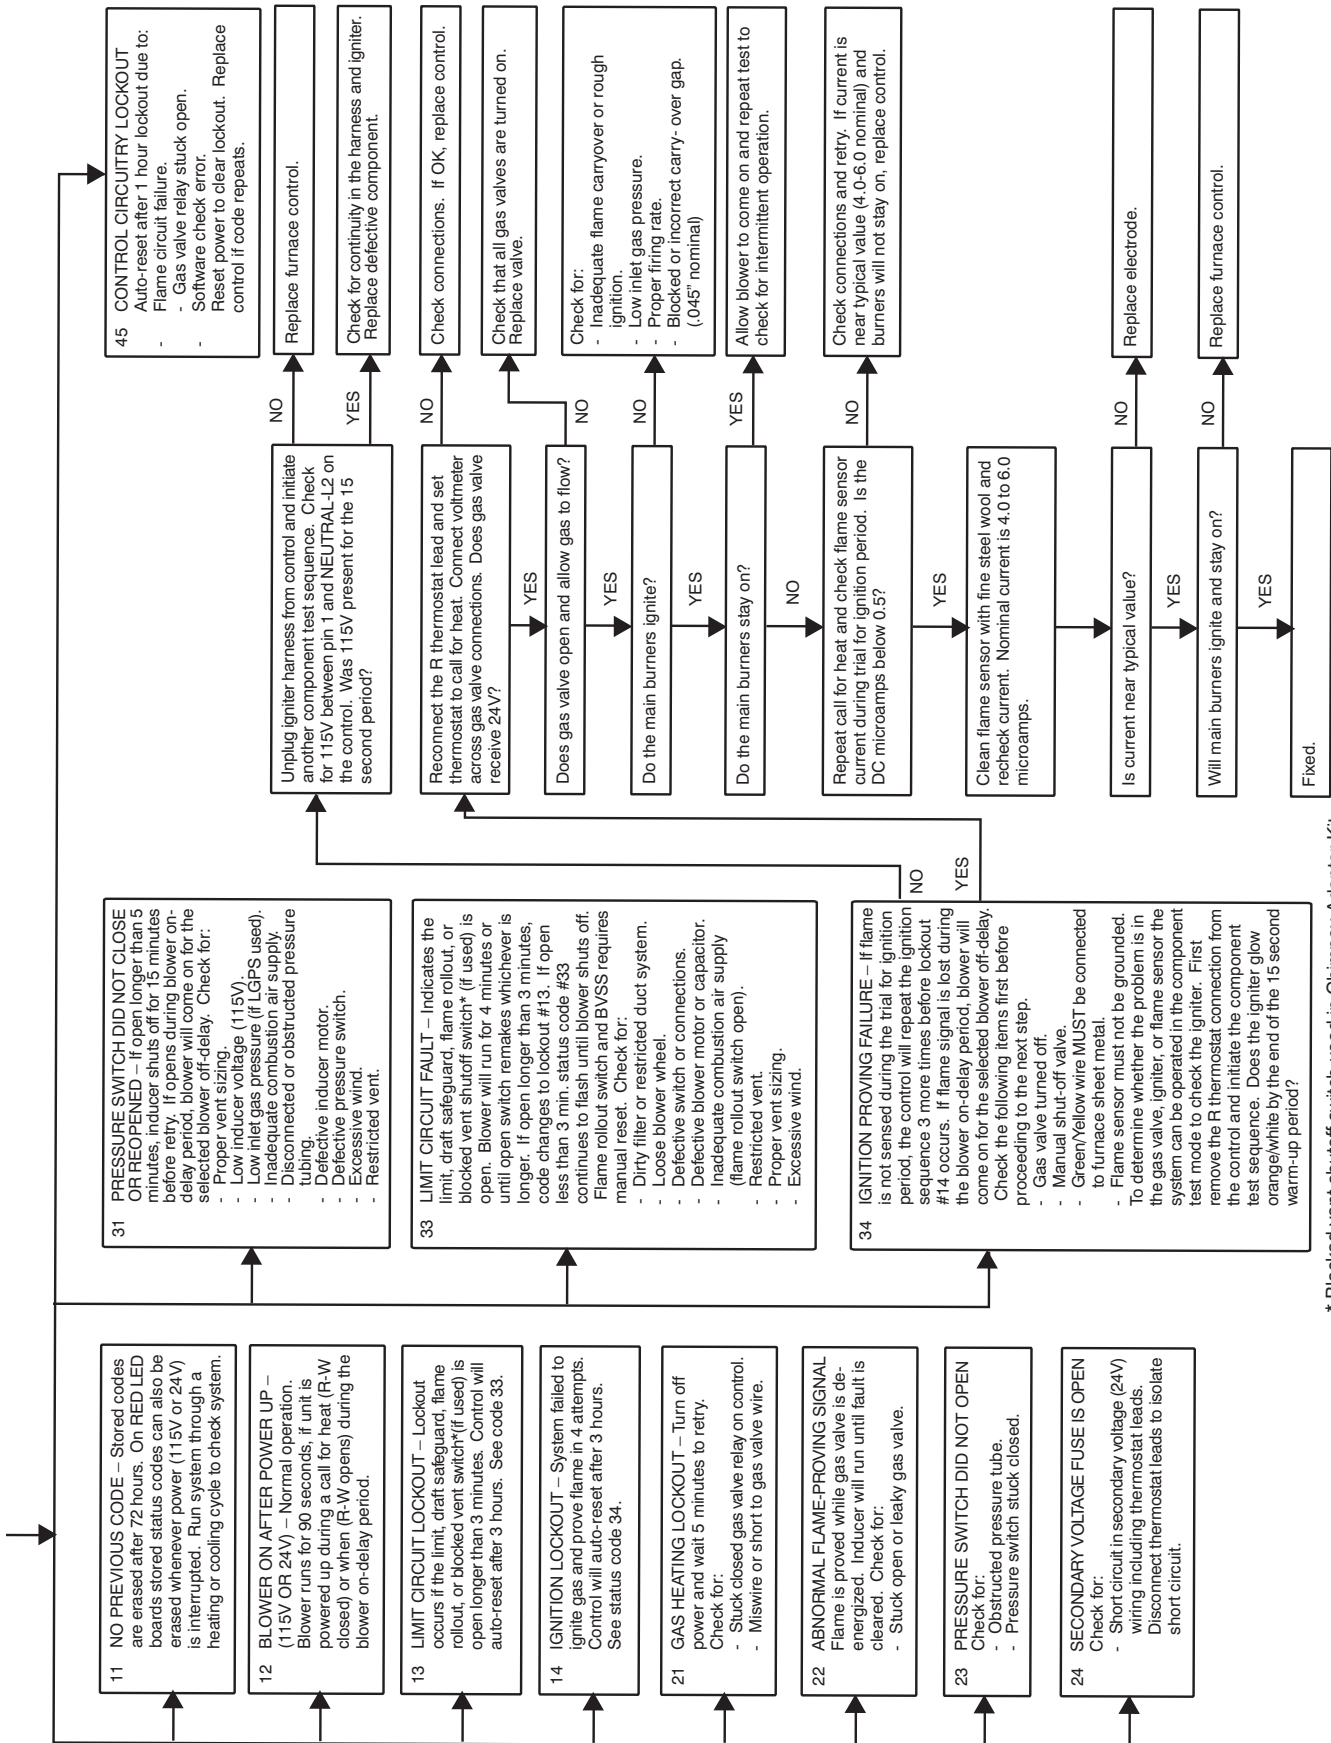 11 NO PREVIOUS CODE – Stored codes
are erased after 72 hours. On RED LED
boards stored status codes can also be
erased whenever power (115V or 24V)
is interrupted. Run system through a
heating or cooling cycle to check system.
12 BLOWER ON AFTER POWER UP –
(115V OR 24V) – Normal operation.
Blower runs for 90 seconds, if unit is
powered up during a call for heat (R-W
closed) or when (R-W opens) during the
blower on-delay period.
13 LIMIT CIRCUIT LOCKOUT – Lockout
occurs if the limit, draft safeguard, flame
rollout, or blocked vent switch*(if used) is
open longer than 3 minutes. Control will
auto-reset after 3 hours. See code 33.
14 IGNITION LOCKOUT – System failed to
ignite gas and prove flame in 4 attempts.
Control will auto-reset after 3 hours.
See status code 34.
21 GAS HEATING LOCKOUT – Turn off
power and wait 5 minutes to retry.
Check for:
- Stuck closed gas valve relay on control.
- Miswire or short to gas valve wire.
22 ABNORMAL FLAME-PROVING SIGNAL
Flame is proved while gas valve is de-
energized. Inducer will run until fault is
cleared. Check for:
- Stuck open or leaky gas valve.
23 PRESSURE SWITCH DID NOT OPEN
Check for:
- Obstructed pressure tube.
- Pressure switch stuck closed.
24 SECONDARY VOLTAGE FUSE IS OPEN
Check for:
- Short circuit in secondary voltage (24V)
wiring including thermostat leads.
Disconnect thermostat leads to isolate
short circuit.
31 PRESSURE SWITCH DID NOT CLOSE
OR REOPENED – If open longer than 5
minutes, inducer shuts off for 15 minutes
before retry. If opens during blower on-
delay period, blower will come on for the
selected blower off-delay. Check for:
- Proper vent sizing.
- Low inducer voltage (115V).
- Low inlet gas pressure (if LGPS used).
- Inadequate combustion air supply.
- Disconnected or obstructed pressure
tubing.
- Defective inducer motor.
- Defective pressure switch.
- Excessive wind.
- Restricted vent.
33 LIMIT CIRCUIT FAULT – Indicates the
limit, draft safeguard, flame rollout, or
blocked vent shutoff switch* (if used) is
open. Blower will run for 4 minutes or
until open switch remakes whichever is
longer. If open longer than 3 minutes,
code changes to lockout #13. If open
less than 3 min. status code #33
continues to flash until blower shuts off.
Flame rollout switch and BVSS requires
manual reset. Check for:
- Dirty filter or restricted duct system.
- Loose blower wheel.
- Defective switch or connections.
- Defective blower motor or capacitor.
- Inadequate combustion air supply
(flame rollout switch open).
- Restricted vent.
- Proper vent sizing.
- Excessive wind.
34 IGNITION PROVING FAILURE – If flame
is not sensed during the trial for ignition
period, the control will repeat the ignition
sequence 3 more times before lockout
#14 occurs. If flame signal is lost during
the blower on-delay period, blower will
come on for the selected blower off-delay.
Check the following items first before
proceeding to the next step.
- Gas valve turned off.
- Manual shut-off valve.
- Green/Yellow wire MUST be connected
to furnace sheet metal.
- Flame sensor must not be grounded.
To determine whether the problem is in
the gas valve, igniter, or flame sensor the
system can be operated in the component
test mode to check the igniter. First
remove the R thermostat connection from
the control and initiate the component
test sequence. Does the igniter glow
orange/white by the end of the 15 second
warm-up period?
NO
YES
Unplug igniter harness from control and initiate
another component test sequence. Check
for 115V between pin 1 and NEUTRAL-L2 on
the control. Was 115V present for the 15
second period?
NO
Replace furnace control.
YES
Check for continuity in the harness and igniter.
Replace defective component.
Reconnect the R thermostat lead and set
thermostat to call for heat. Connect voltmeter
across gas valve connections. Does gas valve
receive 24V?
NO
Check connections. If OK, replace control.
YES
Does gas valve open and allow gas to flow?
NO
Check that all gas valves are turned on.
Replace valve.
YES
Do the main burners ignite?
NO
Check for:
- Inadequate flame carryover or rough
ignition.
- Low inlet gas pressure.
- Proper firing rate.
- Blocked or incorrect carry- over gap.
(.045" nominal)
YES
Do the main burners stay on?
YES
Allow blower to come on and repeat test to
check for intermittent operation.
NO
Repeat call for heat and check flame sensor
current during trial for ignition period. Is the
DC microamps below 0.5?
NO
Check connections and retry. If current is
near typical value (4.0-6.0 nominal) and
burners will not stay on, replace control.
YES
Clean flame sensor with fine steel wool and
recheck current. Nominal current is 4.0 to 6.0
microamps.
Is current near typical value?
NO
Replace electrode.
YES
Will main burners ignite and stay on?
NO
Replace furnace control.
YES
Fixed.
45 CONTROL CIRCUITRY LOCKOUT
Auto-reset after 1 hour lockout due to:
- Flame circuit failure.
- Gas valve relay stuck open.
- Software check error.
Reset power to clear lockout. Replace
control if code repeats.